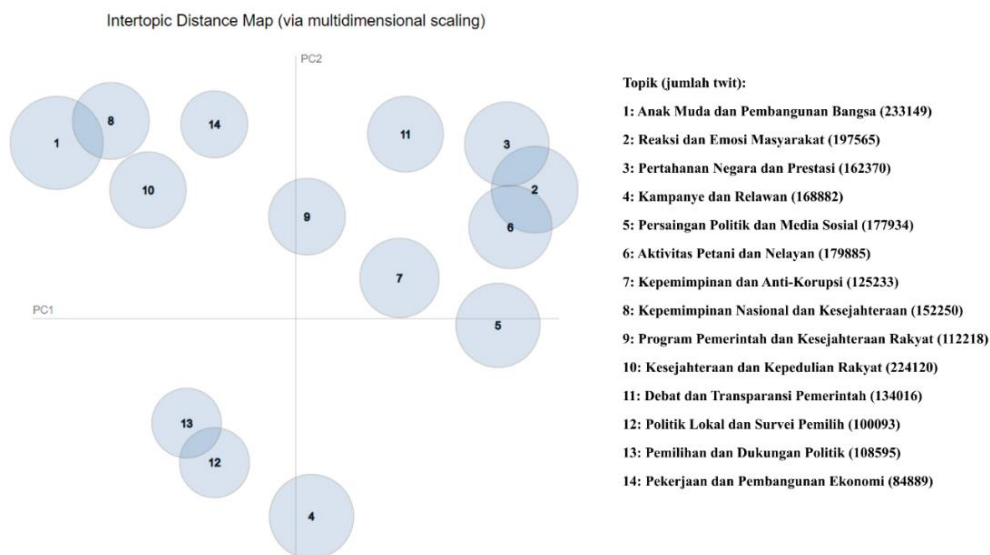 Intertopic Distance Map (via multidimensional scaling)
PC2
PC1
1
8
14
10
11
3
2
6
9
7
5
13
12
4
Topik (jumlah twit):
1: Anak Muda dan Pembangunan Bangsa (233149)
2: Reaksi dan Emosi Masyarakat (197565)
3: Pertahanan Negara dan Prestasi (162370)
4: Kampanye dan Relawan (168882)
5: Persaingan Politik dan Media Sosial (177934)
6: Aktivitas Petani dan Nelayan (179885)
7: Kepemimpinan dan Anti-Korupsi (125233)
8: Kepemimpinan Nasional dan Kesejahteraan (152250)
9: Program Pemerintah dan Kesejahteraan Rakyat (112218)
10: Kesejahteraan dan Kepedulian Rakyat (224120)
11: Debat dan Transparansi Pemerintah (134016)
12: Politik Lokal dan Survei Pemilih (100093)
13: Pemilihan dan Dukungan Politik (108595)
14: Pekerjaan dan Pembangunan Ekonomi (84889)